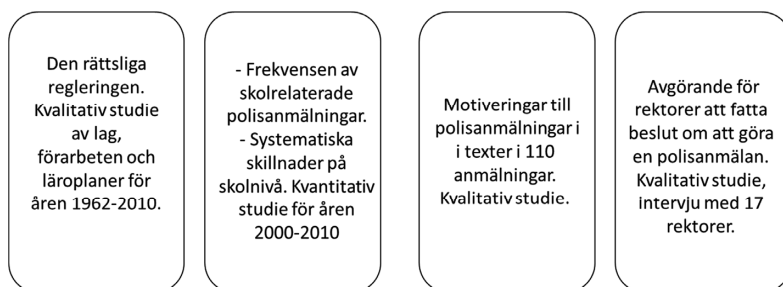 Den rättsliga
regleringen.
Kvalitativ studie
av lag,
förarbeten och
läroplaner för
åren 1962-2010.
- Frekvensen av
skolrelaterade
polisanmälningar.
- Systematiska
skillnader på
skolnivå. Kvantitativ
studie för åren
2000-2010
Motiveringar till
polisanmälningar i
i texter i 110
anmälningar.
Kvalitativ studie.
Avgörande för
rektorer att fatta
beslut om att göra
en polisanmälan.
Kvalitativ studie,
intervju med 17
rektorer.